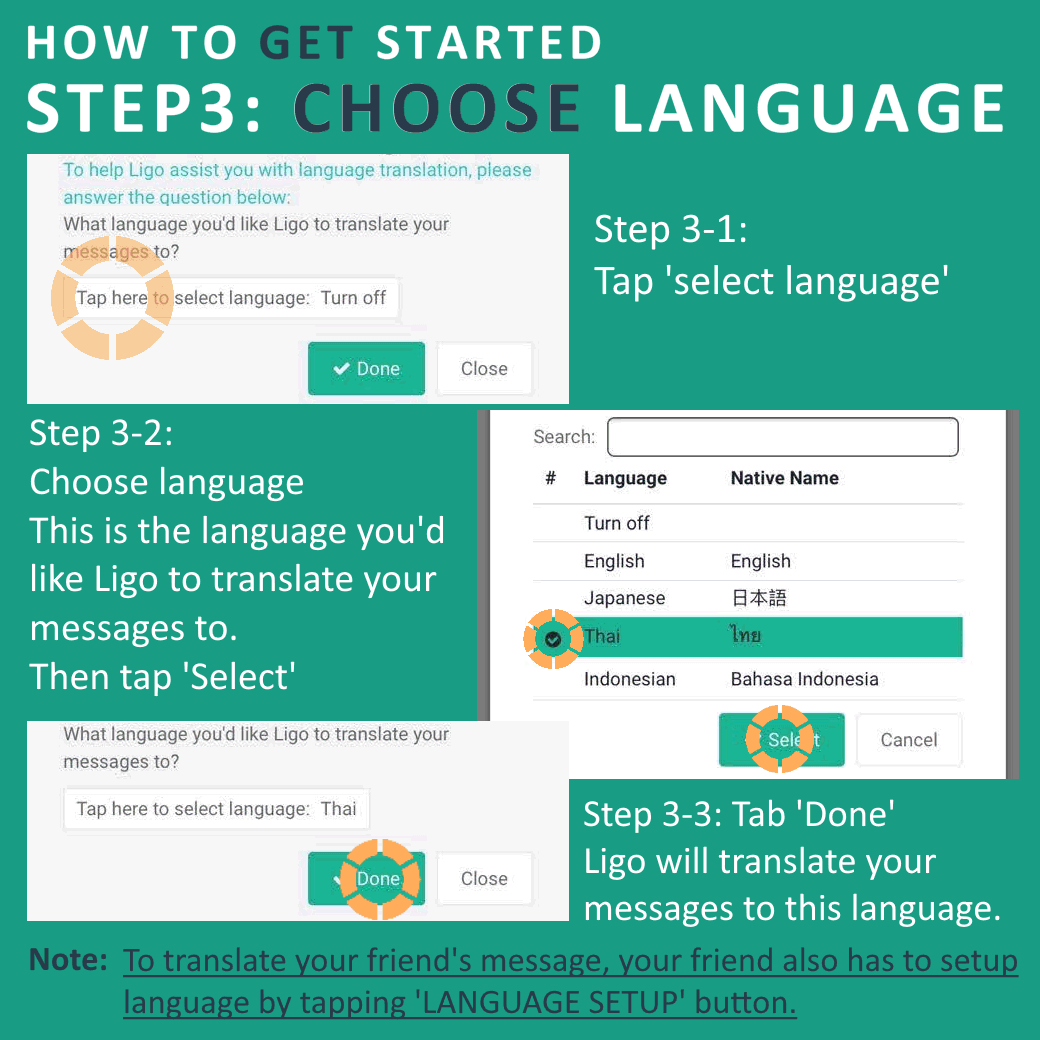 HOW TO GET STARTED
STEP3: CHOOSE LANGUAGE
To help Ligo assist you with language translation, please
answer the question below:
What language you'd like Ligo to translate your
messages to?
Tap here to select language: Turn off
Done Close
Step 3-1:
Tap 'select language'
Step 3-2:
Choose language
This is the language you'd
like Ligo to translate your
messages to.
Then tap 'Select'
Search:
# Language Native Name
Turn off
English English
Japanese 日本語
Thai ไทย
Indonesian Bahasa Indonesia
Select Cancel
What language you'd like Ligo to translate your
messages to?
Tap here to select language: Thai
Done Close
Step 3-3: Tab 'Done'
Ligo will translate your
messages to this language.
Note: To translate your friend's message, your friend also has to setup
language by tapping 'LANGUAGE SETUP' button.